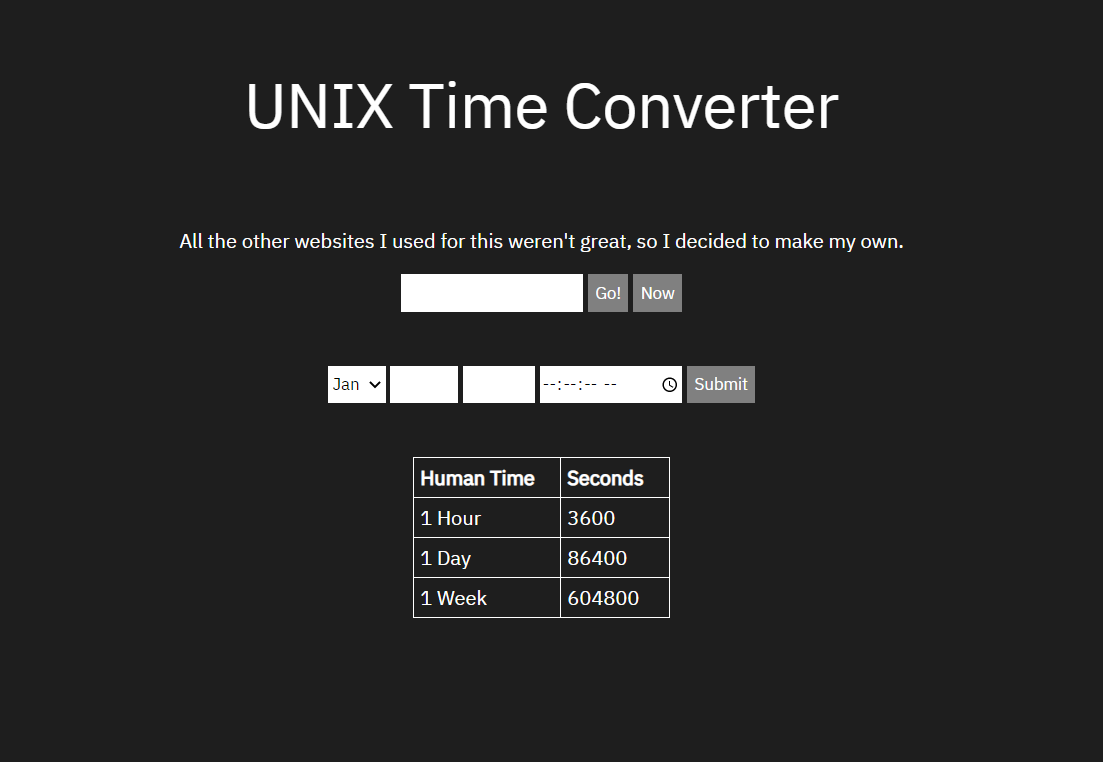 UNIX Time Converter
All the other websites I used for this weren't great, so I decided to make my own.
Go! Now
Jan --:--:-- -- Submit
Human Time Seconds
1 Hour 3600
1 Day 86400
1 Week 604800